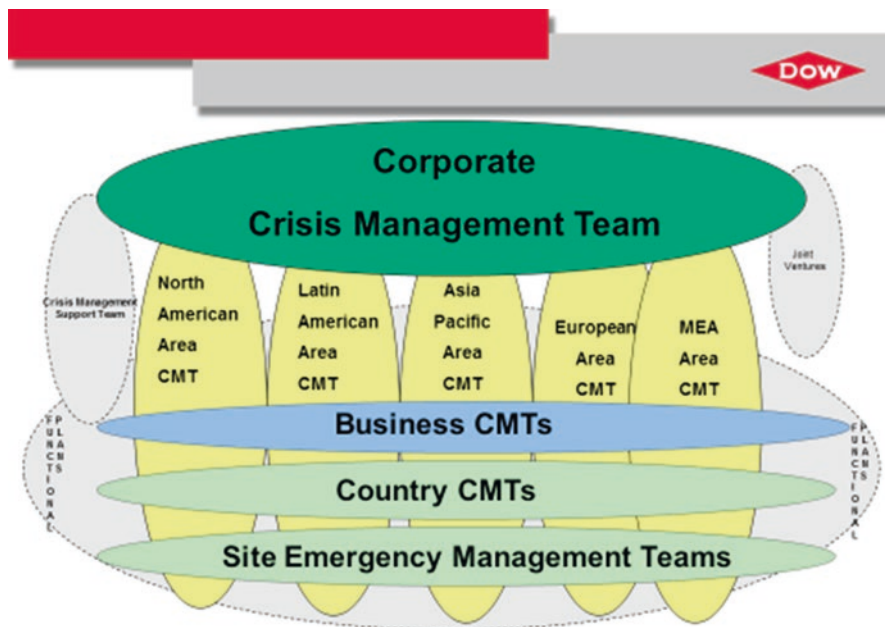 Dow
Corporate
Crisis Management Team
Crisis Management
Support Team
Joint
Ventures
North
American
Area
CMT
Latin
American
Area
CMT
Asia
Pacific
Area
CMT
European
Area
CMT
MEA
Area
CMT
Business CMTs
Country CMTs
Site Emergency Management Teams
FUNCTIONAL
PLANS
FUNCTIONAL
PLANS